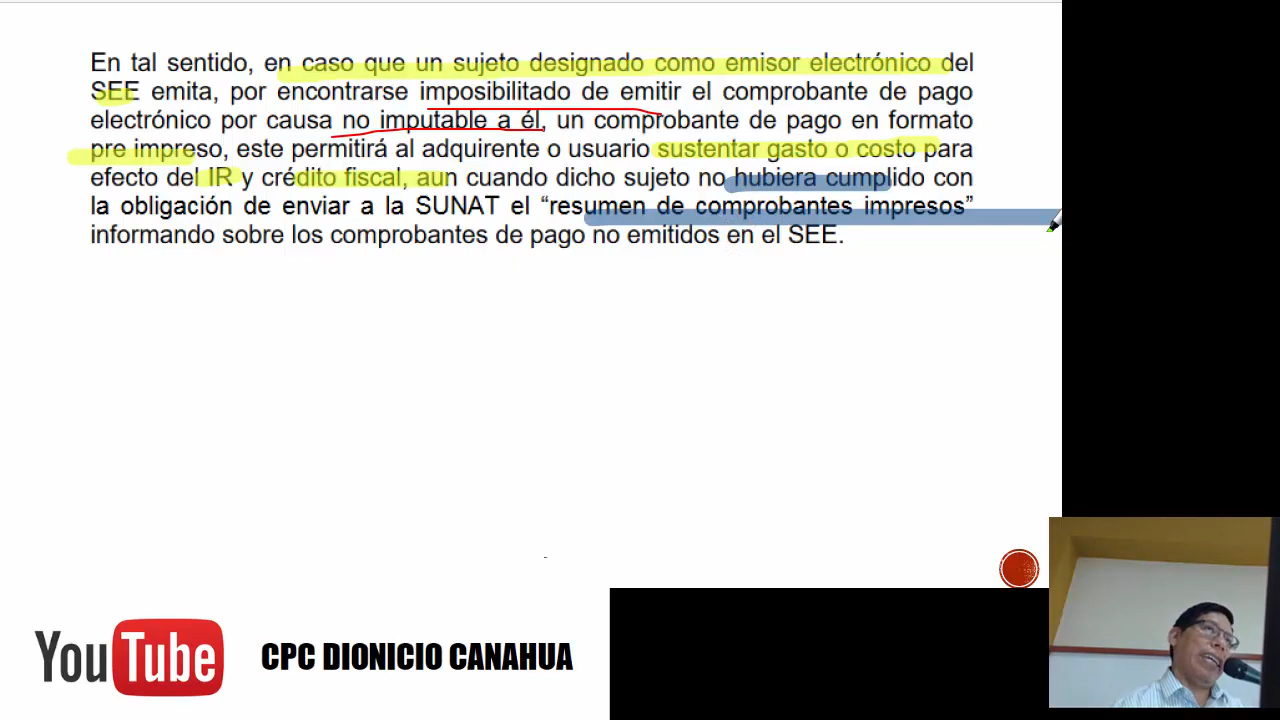 En tal sentido, en caso que un sujeto designado como emisor electrónico del
SEE emita, por encontrarse imposibilitado de emitir el comprobante de pago
electrónico por causa no imputable a él, un comprobante de pago en formato
pre impreso, este permitirá al adquirente o usuario sustentar gasto o costo para
efecto del IR y crédito fiscal, aun cuando dicho sujeto no hubiera cumplido con
la obligación de enviar a la SUNAT el “resumen de comprobantes impresos”
informando sobre los comprobantes de pago no emitidos en el SEE.
YouTube CPC DIONICIO CANAHUA